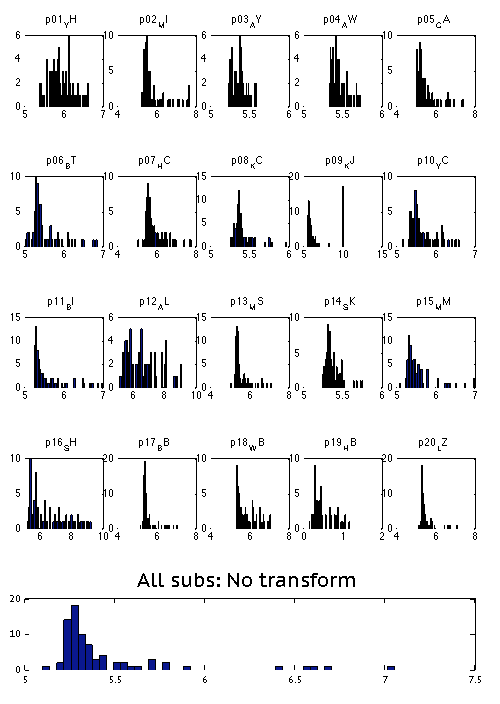 p01YH p02MI p03AY p04AW p05GA
6 10 6 6 10
4 5 4 4 5
2 2 2
0 0 0 0 0
5 6 7 4 6 8 5 5.5 6 5 5.5 6 4 6 8
p06BT p07HC p08KC p09KJ p10YC
10 10 15 20 10
5 5 10 10 5
5
0 0 0 0 0
5 6 7 4 6 8 5 5.5 6 5 10 15 5 6 7
p11BI p12AL p13MS p14SK p15MM
15 6 15 10 15
10 4 10 5 10
5 2 5 5
0 0 0 0 0
5 6 7 6 8 10 4 6 8 5 5.5 6 5 6 7
p16SH p17BB p18WB p19HB p20LZ
10 20 10 10 20
5 10 5 5 10
0 0 0 0 0
6 8 10 4 6 8 4 6 8 0 1 2 4 6 8
All subs: No transform
20
10
0
5 5.5 6 6.5 7 7.5